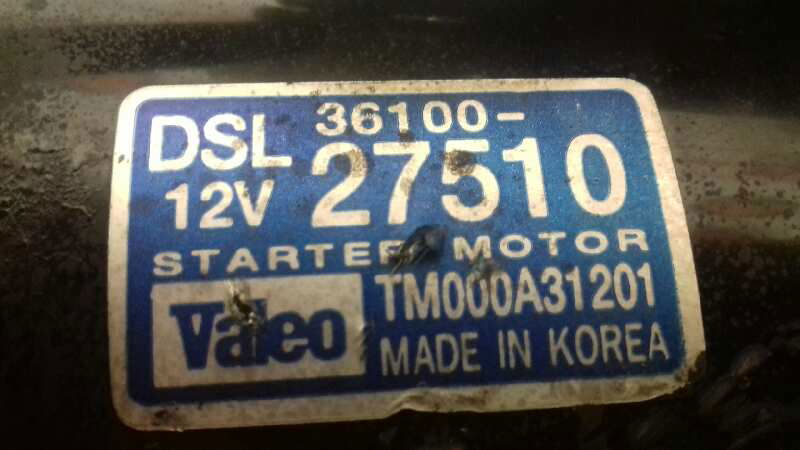 DSL 36100-
12V 27510
STARTER MOTOR
Valeo TM000A31201
MADE IN KOREA